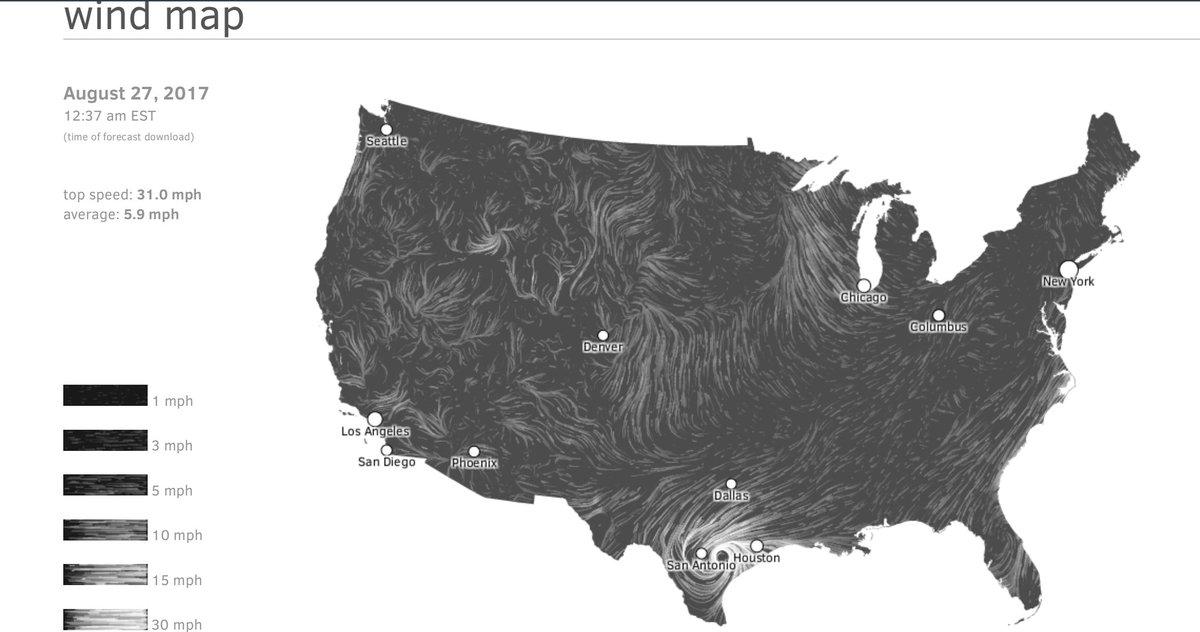 wind map
August 27, 2017
12:37 am EST
(time of forecast download)
top speed: 31.0 mph
average: 5.9 mph
1 mph
3 mph
5 mph
10 mph
15 mph
30 mph
Seattle
New York
Chicago
Columbus
Denver
Los Angeles
San Diego
Phoenix
Dallas
San Antonio
Houston